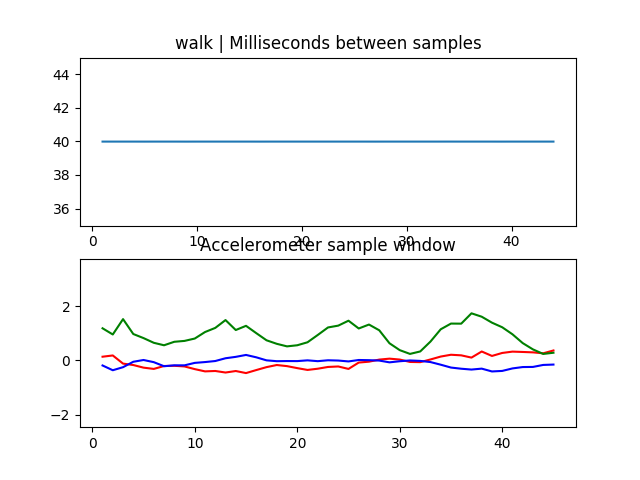 walk | Milliseconds between samples
44
42
40
38
36
0 10 20 30 40
Accelerometer sample window
2
0
−2
0 10 20 30 40